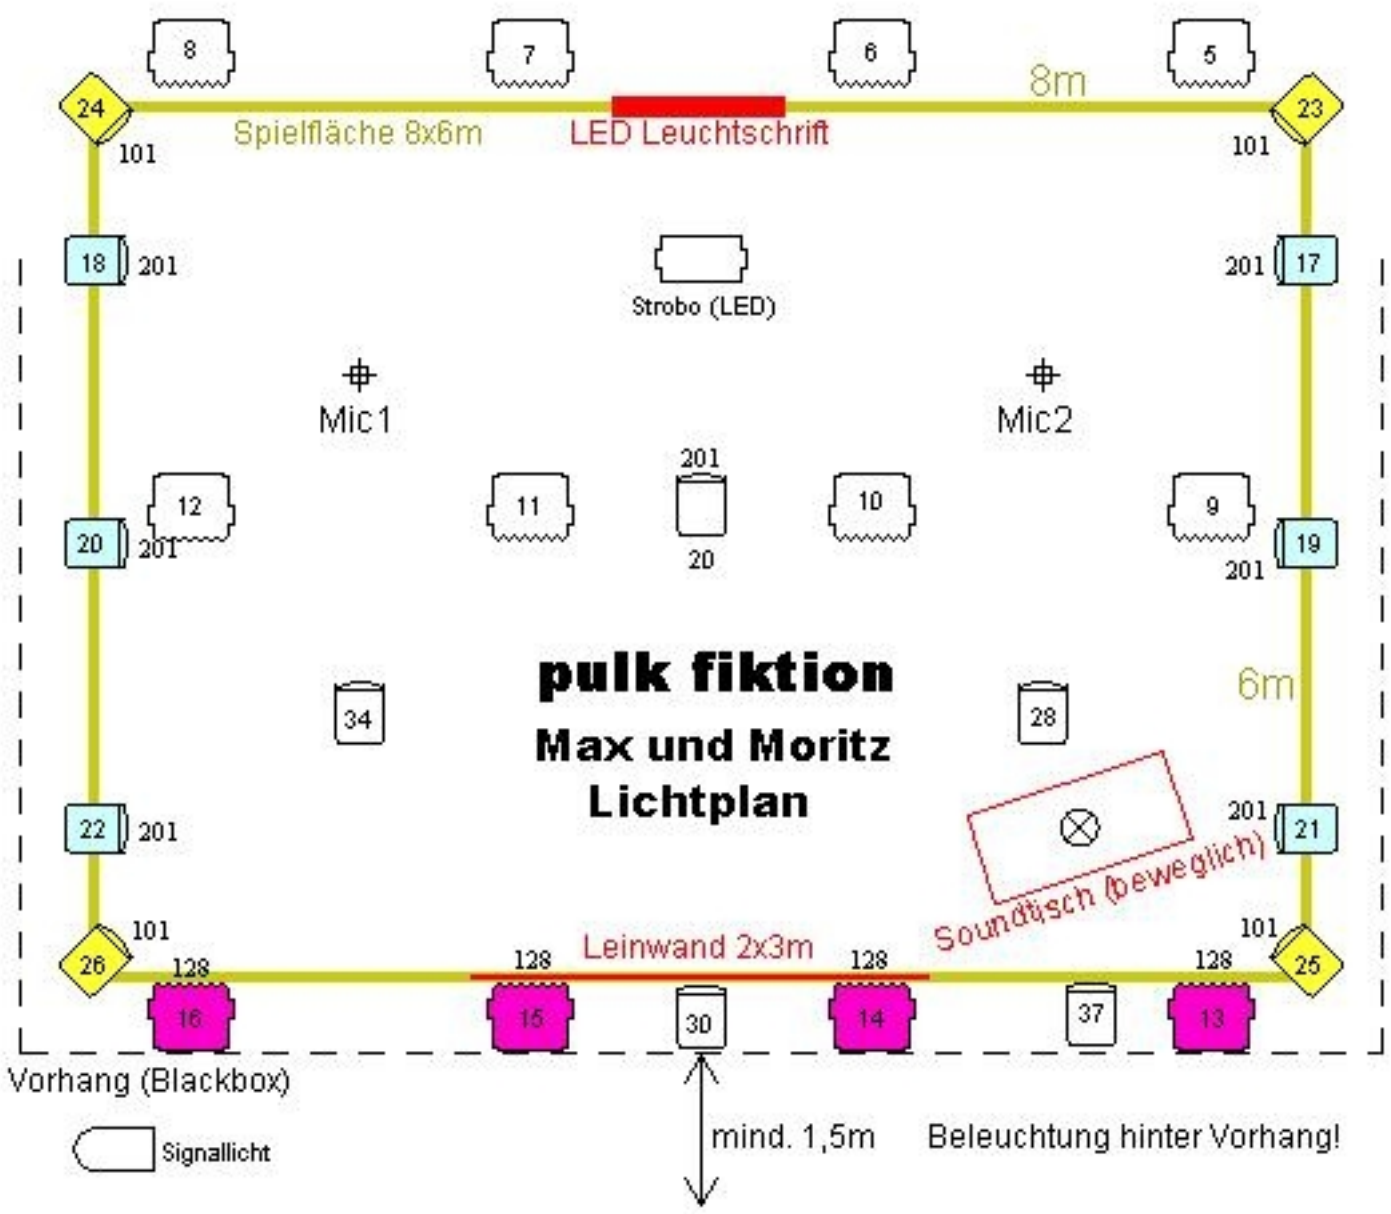 8
7
6
5
8m
24
23
Spielfläche 8x6m
LED Leuchtschrift
101
101
18
201
201
17
Strobo (LED)
Mic1
Mic2
201
12
11
10
9
20
201
20
19
201
6m
pulk fiktion
34
28
Max und Moritz
Lichtplan
22
201
201
21
Soundtisch (beweglich)
101
101
Leinwand 2x3m
26
128
128
128
128
25
16
15
30
14
37
13
Vorhang (Blackbox)
mind. 1,5m
Beleuchtung hinter Vorhang!
Signallicht